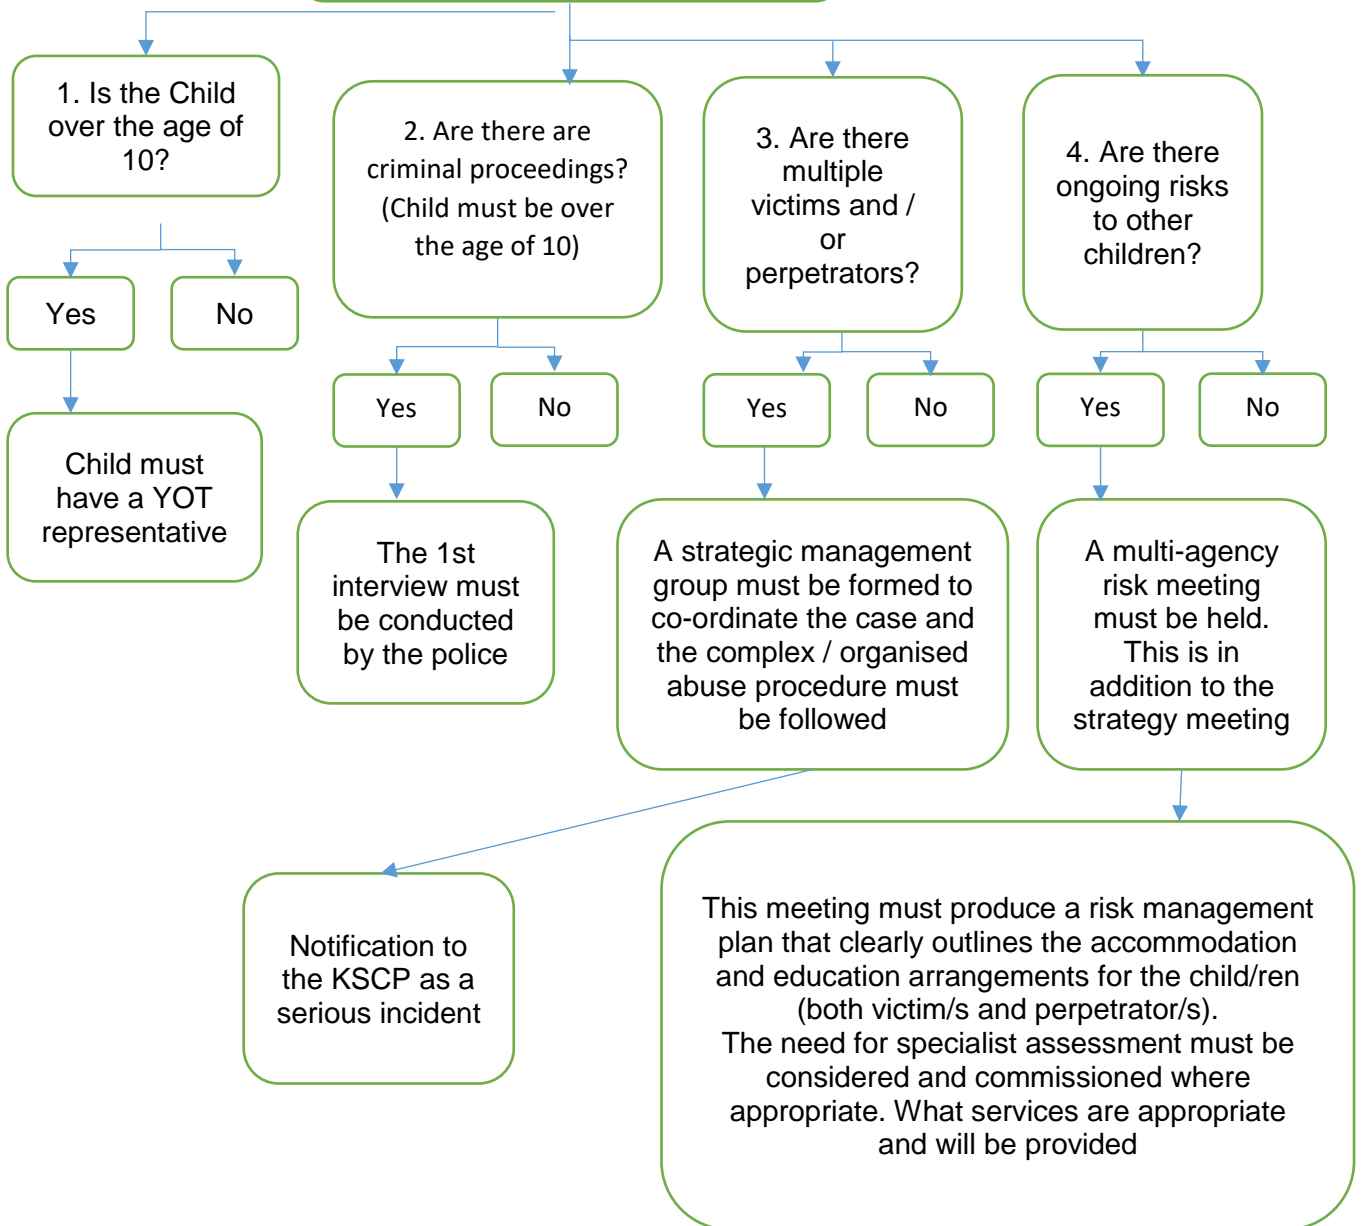 1. Is the Child
over the age of
10?
2. Are there are
criminal proceedings?
(Child must be over
the age of 10)
3. Are there
multiple
victims and /
or
perpetrators?
4. Are there
ongoing risks
to other
children?
Yes
No
Yes
No
Yes
No
Yes
No
Child must
have a YOT
representative
The 1st
interview must
be conducted
by the police
A strategic management
group must be formed to
co-ordinate the case and
the complex / organised
abuse procedure must
be followed
A multi-agency
risk meeting
must be held.
This is in
addition to the
strategy meeting
Notification to
the KSCP as a
serious incident
This meeting must produce a risk management
plan that clearly outlines the accommodation
and education arrangements for the child/ren
(both victim/s and perpetrator/s).
The need for specialist assessment must be
considered and commissioned where
appropriate. What services are appropriate
and will be provided